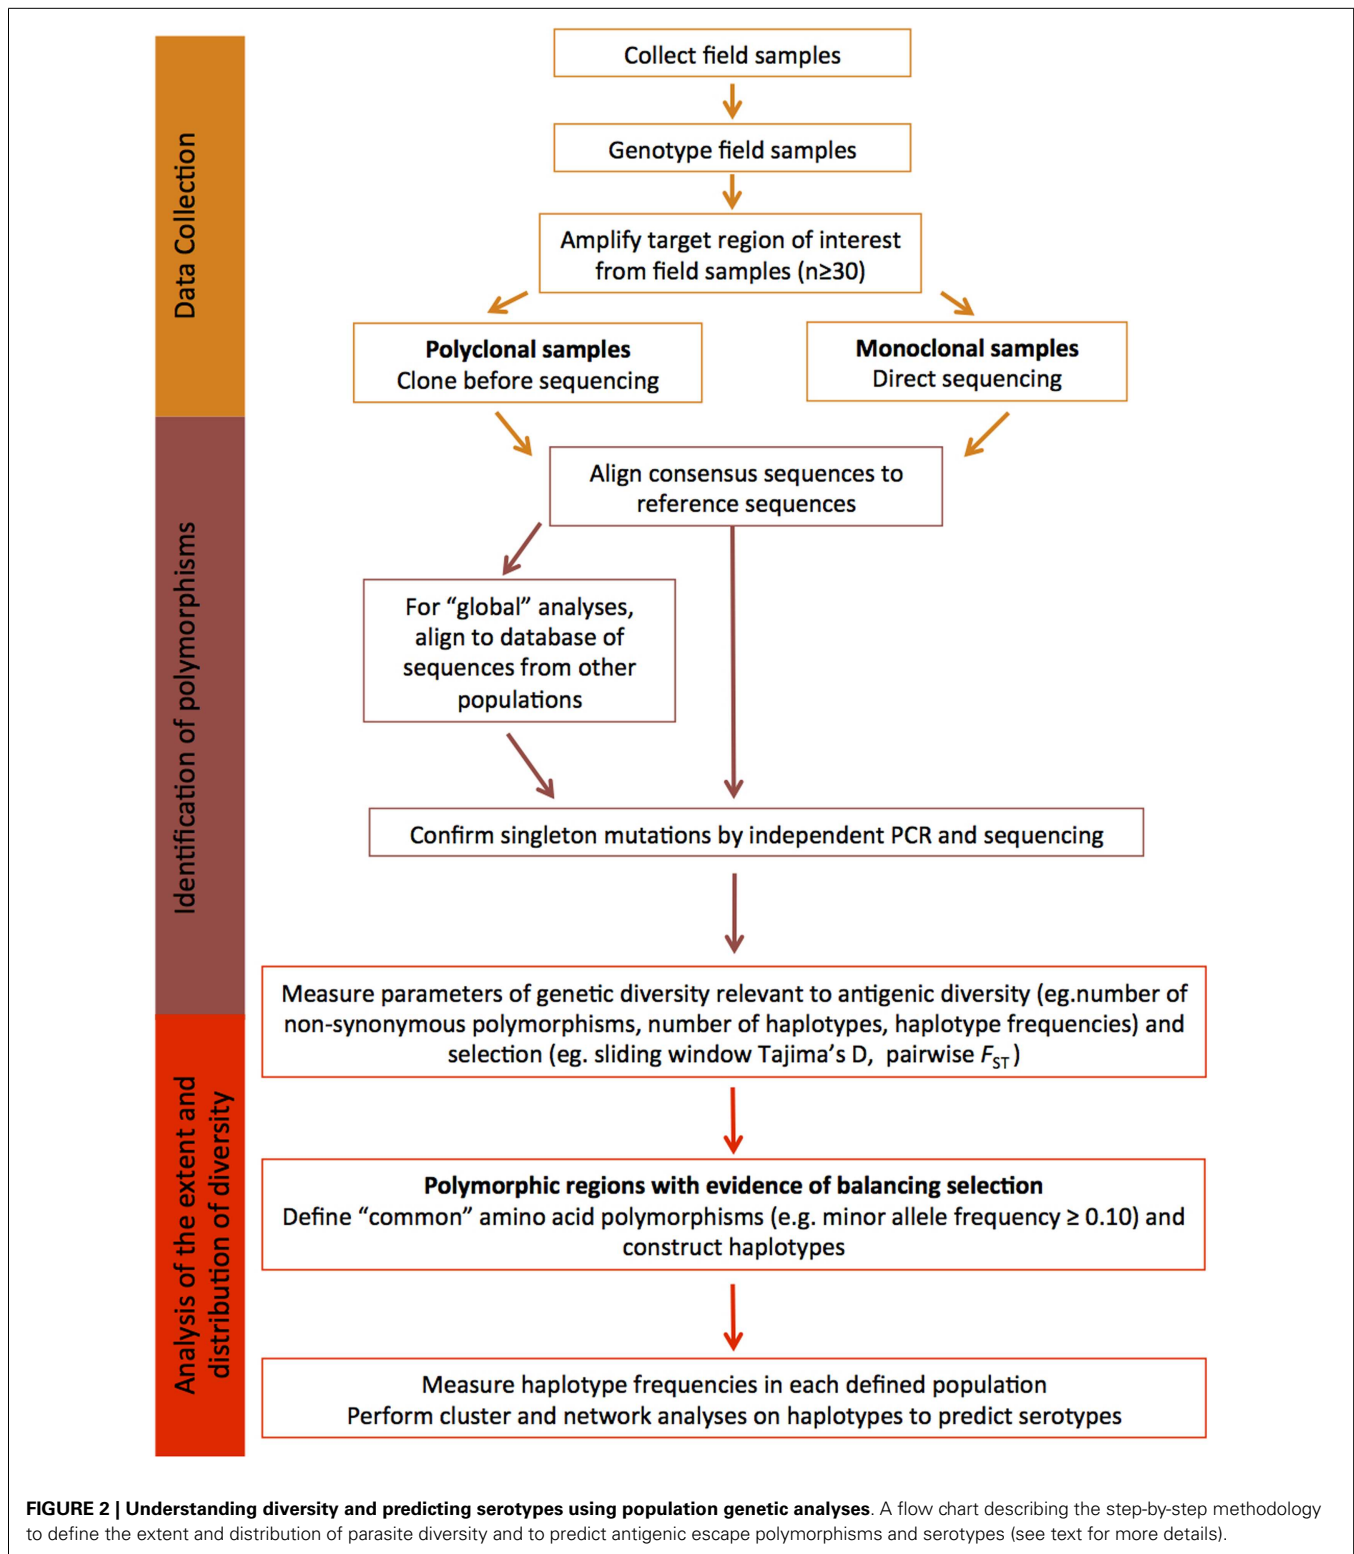 Data Collection
Collect field samples
Genotype field samples
Amplify target region of interest
from field samples (n≥30)
Polyclonal samples
Clone before sequencing
Monoclonal samples
Direct sequencing
Identification of polymorphisms
Align consensus sequences to
reference sequences
For “global” analyses,
align to database of
sequences from other
populations
Confirm singleton mutations by independent PCR and sequencing
Analysis of the extent and
distribution of diversity
Measure parameters of genetic diversity relevant to antigenic diversity (eg.number of
non-synonymous polymorphisms, number of haplotypes, haplotype frequencies) and
selection (eg. sliding window Tajima’s D, pairwise FST)
Polymorphic regions with evidence of balancing selection
Define “common” amino acid polymorphisms (e.g. minor allele frequency ≥ 0.10) and
construct haplotypes
Measure haplotype frequencies in each defined population
Perform cluster and network analyses on haplotypes to predict serotypes
FIGURE 2 | Understanding diversity and predicting serotypes using population genetic analyses. A flow chart describing the step-by-step methodology
to define the extent and distribution of parasite diversity and to predict antigenic escape polymorphisms and serotypes (see text for more details).